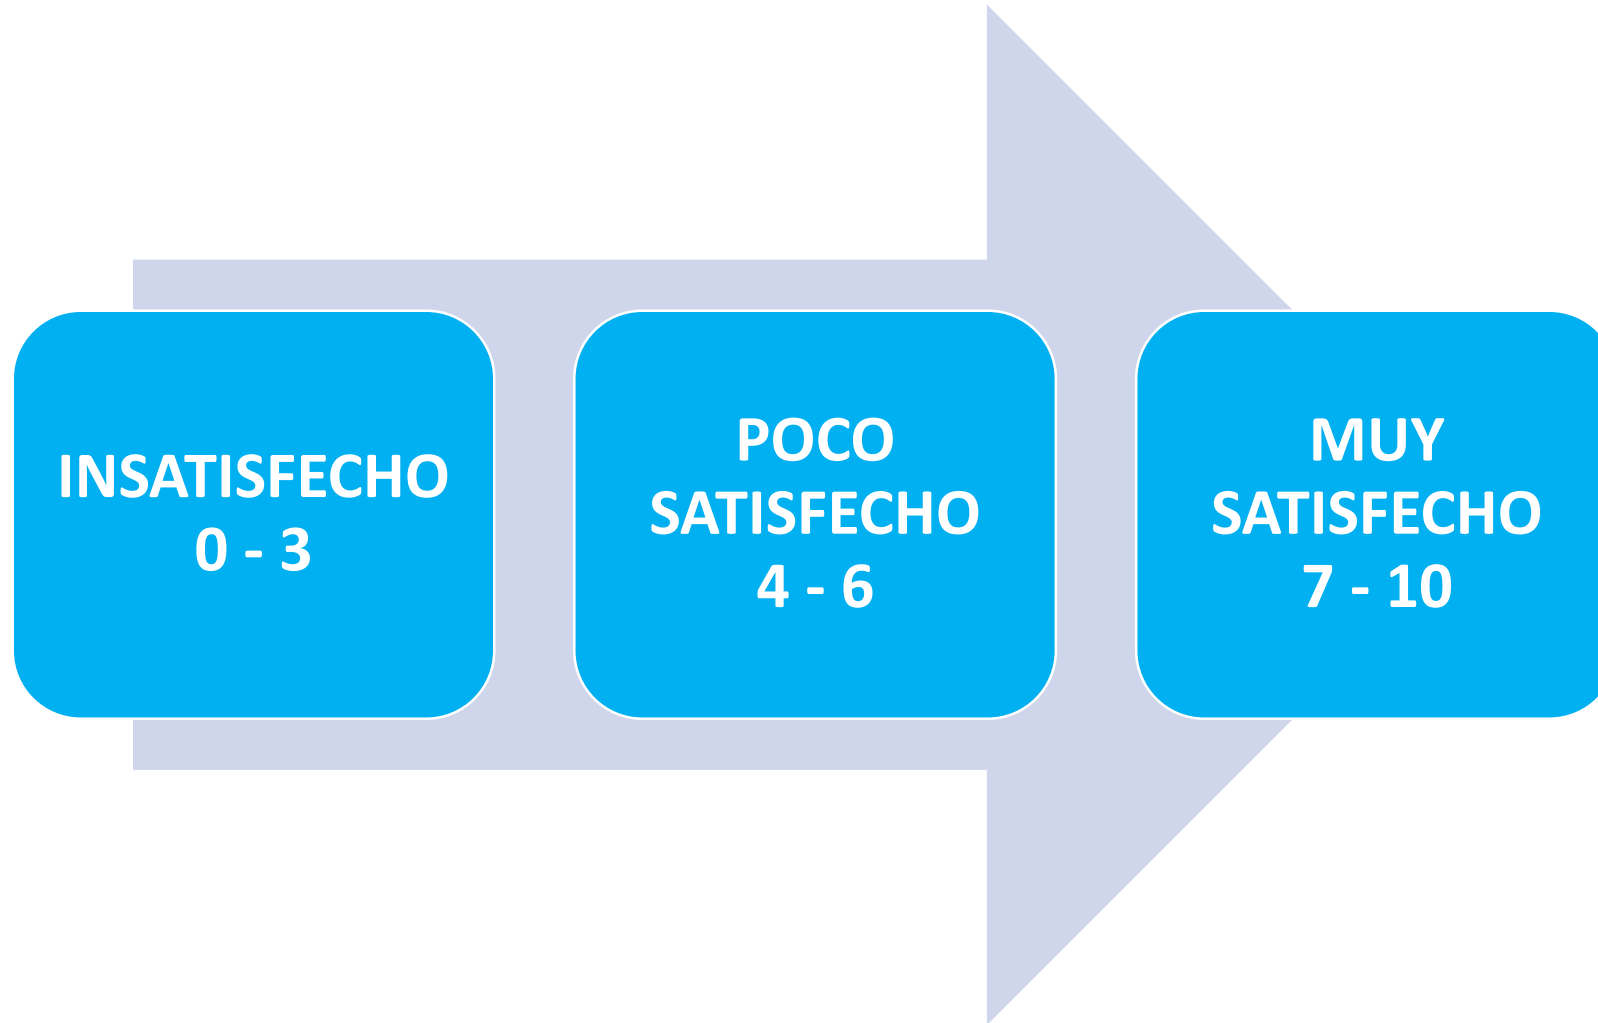 INSATISFECHO
0 - 3
POCO
SATISFECHO
4 - 6
MUY
SATISFECHO
7 - 10